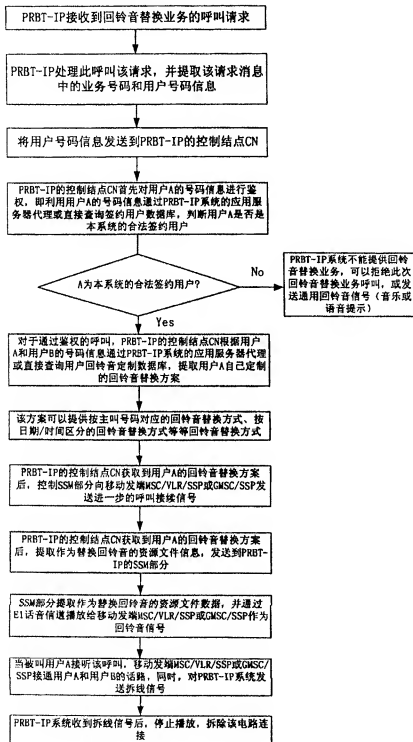 PRBT-IP接收到回铃音替换业务的呼叫请求
PRBT-IP处理此呼叫该请求，并提取该请求消息
中的业务号码和用户号码信息
将用户号码信息发送到PRBT-IP的控制结点CN
PRBT-IP的控制结点CN首先对用户A的号码信息进行鉴
权，即利用用户A的号码信息通过PRBT-IP系统的应用服
务器代理或直接查询签约用户数据库，判断用户A是否是
本系统的合法签约用户
A为本系统的合法签约用户?
No
PRBT-IP系统不能提供回铃
音替换业务，可以拒绝此次
回铃音替换业务呼叫，或发
送通用回铃音信号（音乐或
语音提示）
Yes
对于通过鉴权的呼叫，PRBT-IP的控制结点CN根据用户
A和用户B的号码信息通过PRBT-IP系统的应用服务器代理
或直接查询用户回铃音定制数据库，提取用户A自己定制
的回铃音替换方案
该方案可以提供按主叫号码对应的回铃音替换方式、按
日期/时间区分的回铃音替换方式等等回铃音替换方式
PRBT-IP的控制结点CN获取到用户A的回铃音替换方案
后，控制SSM部分向移动发端MSC/VLR/SSP或GMSC/SSP发
送进一步的呼叫接续信号
PRBT-IP的控制结点CN获取到用户A的回铃音替换方案
后，提取作为替换回铃音的资源文件信息，发送到PRBT-
IP的SSM部分
SSM部分提取作为替换回铃音的资源文件数据，并通过
E1话音信道播放给移动发端MSC/VLR/SSP或GMSC/SSP作为
回铃音信号
当被叫用户A接听该呼叫，移动发端MSC/VLR/SSP或GMSC/
SSP接通用户A和用户B的话路，同时，对PRBT-IP系统发
送拆线信号
PRBT-IP系统收到拆线信号后，停止播放，拆除该电路连
接